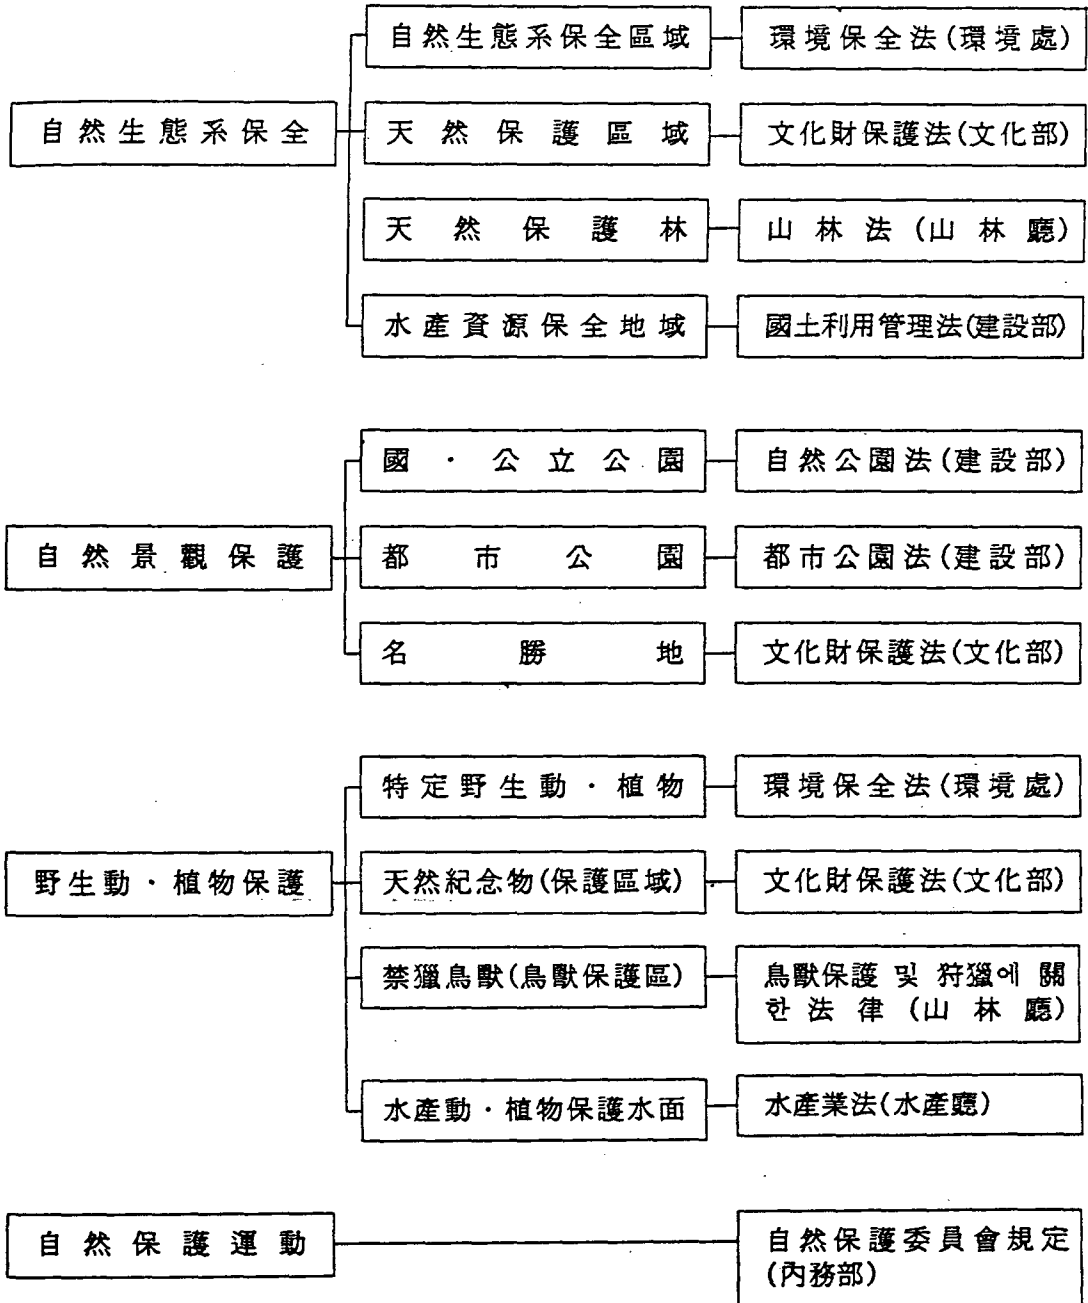 自然生態系保全區域
環境保全法(環境處)
自然生態系保全
天然保護區域
文化財保護法(文化部)
天然保護林
山林法(山林廳)
水產資源保全地域
國土利用管理法(建設部)
國·公立公園
自然公園法(建設部)
自然景觀保護
都市公園
都市公園法(建設部)
名勝地
文化財保護法(文化部)
特定野生動·植物
環境保全法(環境處)
野生動·植物保護
天然紀念物(保護區域)
文化財保護法(文化部)
禁獵鳥獸(鳥獸保護區)
鳥獸保護 및 狩獵에 關
한 法律 (山林廳)
水產動·植物保護水面
水產業法(水產廳)
自然保護運動
自然保護委員會規定
(內務部)